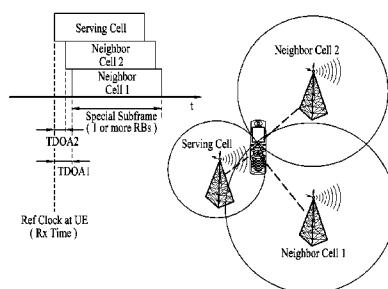 Serving Cell
Neighbor
Cell 2
Neighbor
Cell 1
t
Special Subframe
( 1 or more RBs)
TDOA2
TDOA1
Ref Clock at UE
( Rx Time )
Neighbor Cell 2
Serving Cell
Neighbor Cell 1